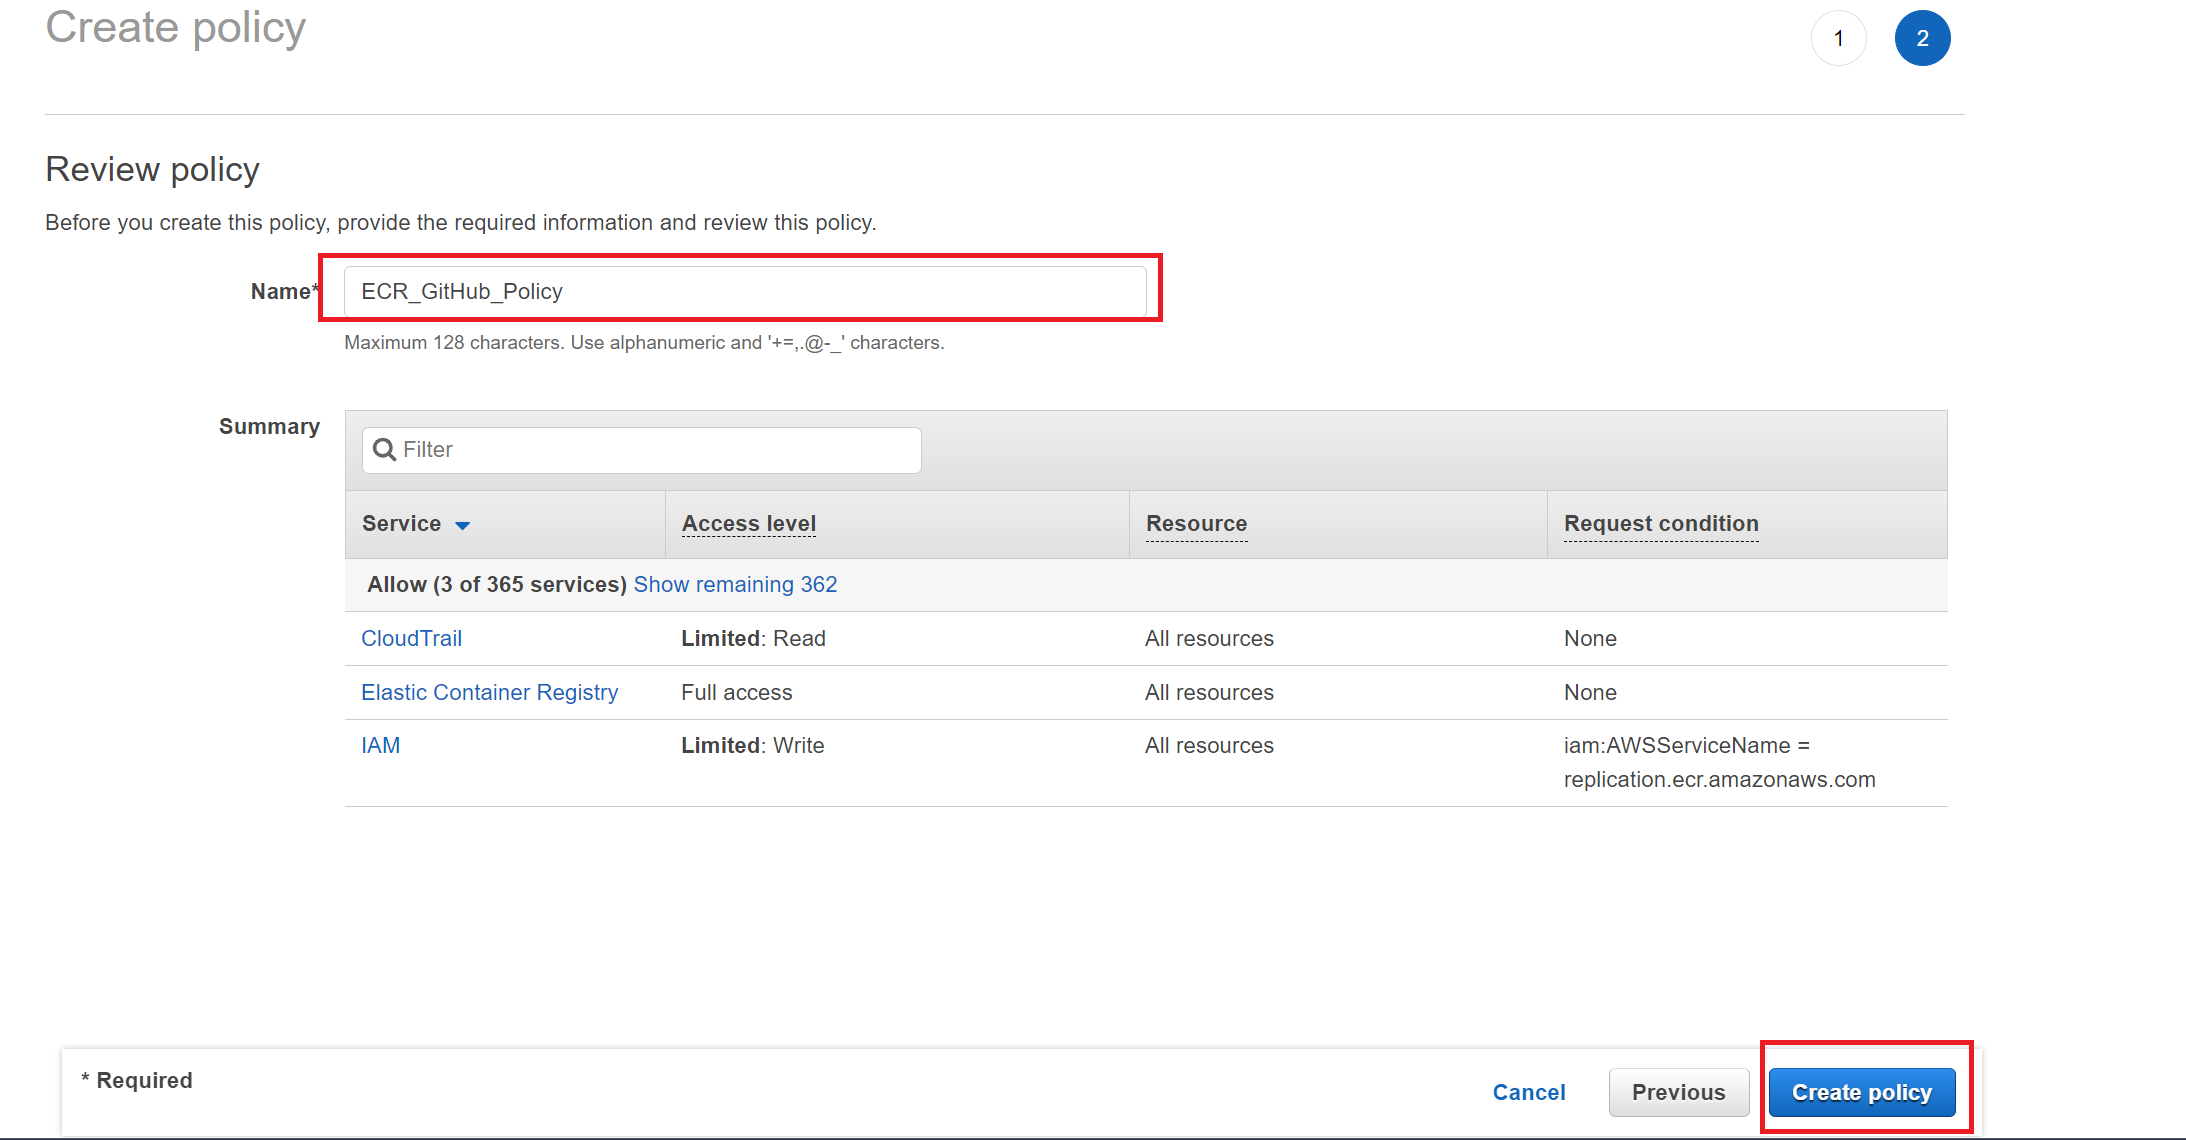 Create policy
1
2
Review policy
Before you create this policy, provide the required information and review this policy.
Name*
ECR_GitHub_Policy
Maximum 128 characters. Use alphanumeric and '+=,.@-_' characters.
Summary
Filter
Service
Access level
Resource
Request condition
Allow (3 of 365 services) Show remaining 362
CloudTrail
Limited: Read
All resources
None
Elastic Container Registry
Full access
All resources
None
IAM
Limited: Write
All resources
iam:AWSServiceName =
replication.ecr.amazonaws.com
* Required
Cancel
Previous
Create policy